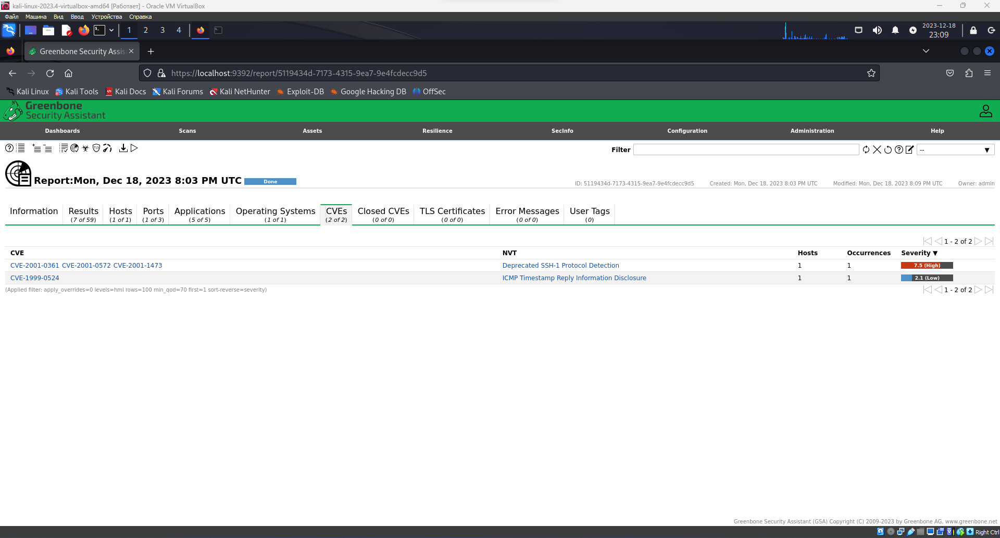 kali-linux-2023.4-virtualbox-amd64 [Работает] - Oracle VM VirtualBox
Файл Машина Вид Ввод Устройства Справка
1 2 3 4
2023-12-18
23:09
Greenbone Security Assist
https://localhost:9392/report/5119434d-7173-4315-9ea7-9e4fcdecc9d5
Kali Linux Kali Tools Kali Docs Kali Forums Kali NetHunter Exploit-DB Google Hacking DB OffSec
Greenbone
Security Assistant
Dashboards Scans Assets Resilience SecInfo Configuration Administration Help
Filter --
Report:Mon, Dec 18, 2023 8:03 PM UTC Done
ID: 5119434d-7173-4315-9ea7-9e4fcdecc9d5 Created: Mon, Dec 18, 2023 8:03 PM UTC Modified: Mon, Dec 18, 2023 8:09 PM UTC Owner: admin
Information Results Hosts Ports Applications Operating Systems CVEs Closed CVEs TLS Certificates Error Messages User Tags
(7 of 59) (1 of 1) (1 of 3) (5 of 5) (1 of 1) (2 of 2) (0 of 0) (0 of 0) (0 of 0) (0)
1 - 2 of 2
CVE NVT Hosts Occurrences Severity ▼
CVE-2001-0361 CVE-2001-0572 CVE-2001-1473 Deprecated SSH-1 Protocol Detection 1 1 7.5 (High)
CVE-1999-0524 ICMP Timestamp Reply Information Disclosure 1 1 2.1 (Low)
(Applied filter: apply_overrides=0 levels=hml rows=100 min_qod=70 first=1 sort-reverse=severity)
1 - 2 of 2
Greenbone Security Assistant (GSA) Copyright (C) 2009-2023 by Greenbone AG, www.greenbone.net
Right Ctrl